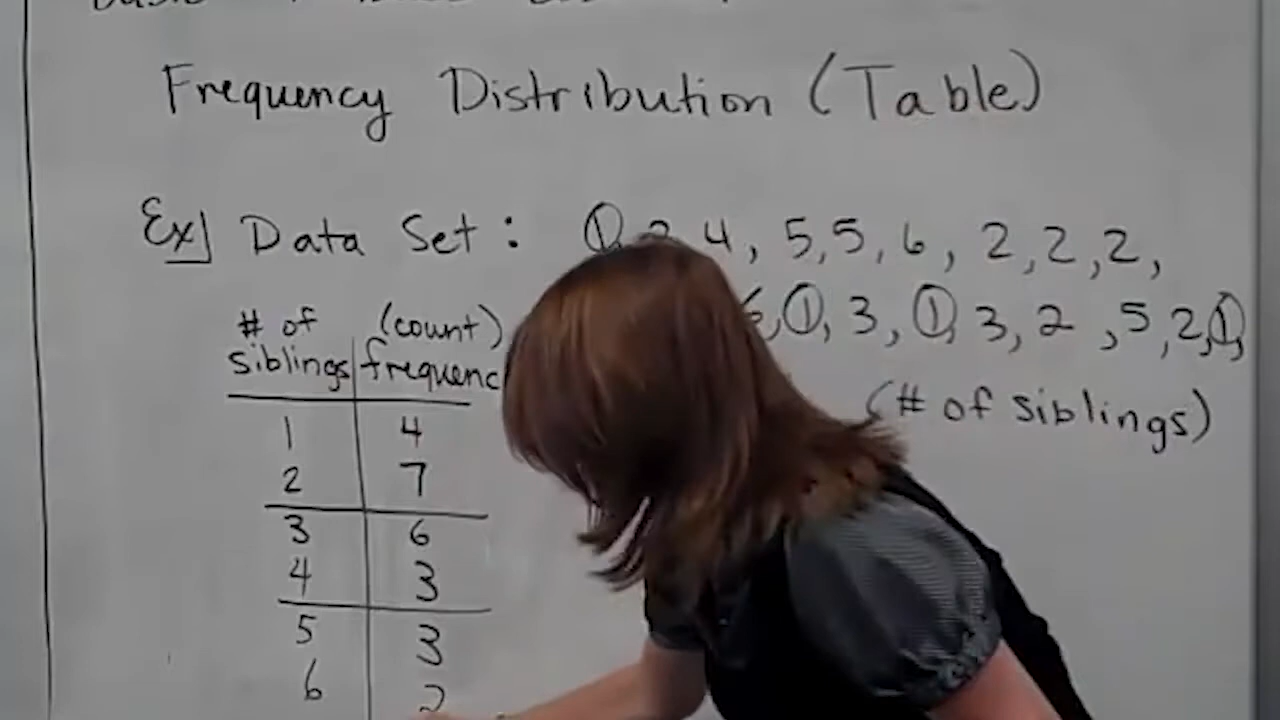 Frequency Distribution (Table)
Ex] Data Set: 1, 4, 5,5,6, 2,2,2,
1, 3, 1, 3, 2 ,5,2,1,
# of siblings (count) frequenc
(# of siblings)
1 4
2 7
3 6
4 3
5 3
6 2